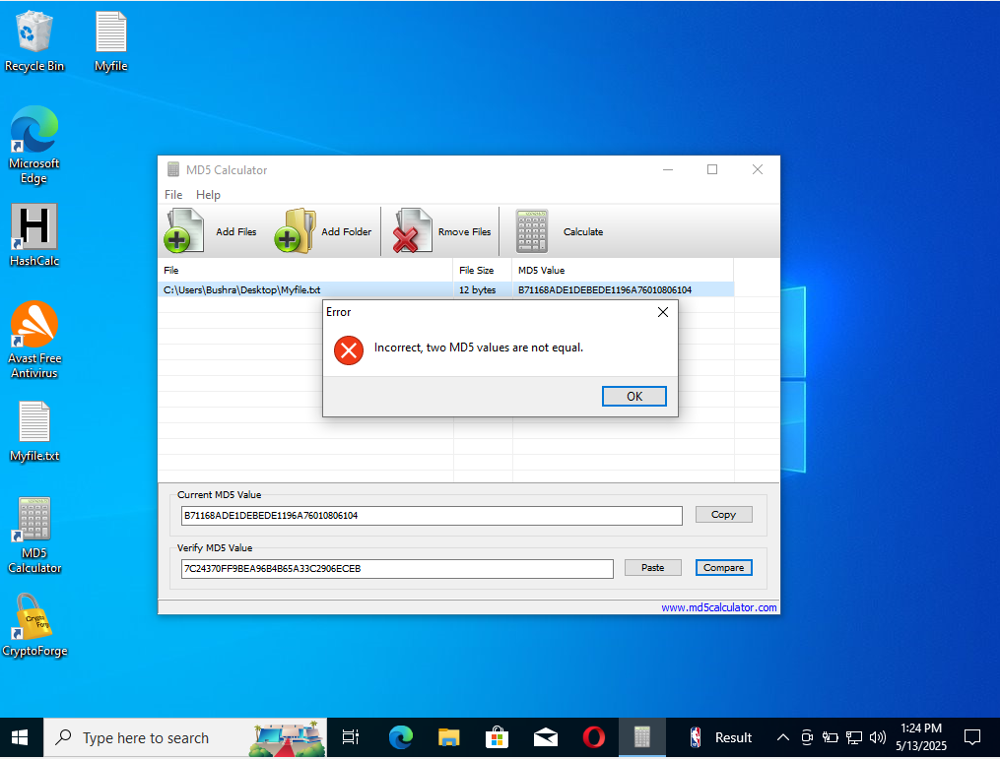 Recycle Bin
Myfile
Microsoft
Edge
HashCalc
Avast Free
Antivirus
Myfile.txt
MD5
Calculator
Crypto
Forge
CryptoForge
MD5 Calculator
File Help
Add Files Add Folder Rmove Files Calculate
File File Size MD5 Value
C:\Users\Bushra\Desktop\Myfile.txt 12 bytes B71168ADE1DEBEDE1196A76010806104
Error
Incorrect, two MD5 values are not equal.
OK
Current MD5 Value
B71168ADE1DEBEDE1196A76010806104 Copy
Verify MD5 Value
7C24370FF9BEA96B4B65A33C2906ECEB Paste Compare
www.md5calculator.com
Type here to search Result 1:24 PM
5/13/2025